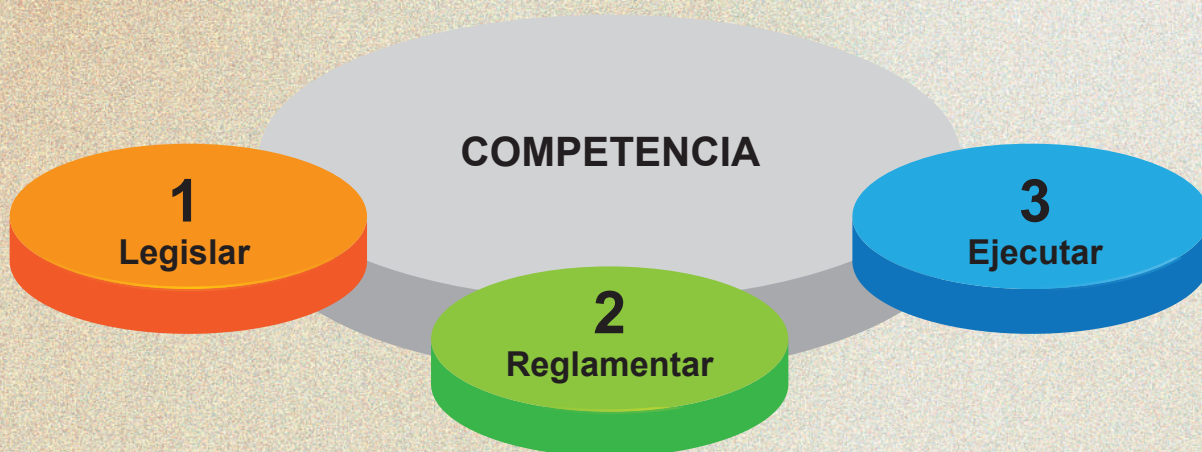 COMPETENCIA
1
Legislar
2
Reglamentar
3
Ejecutar